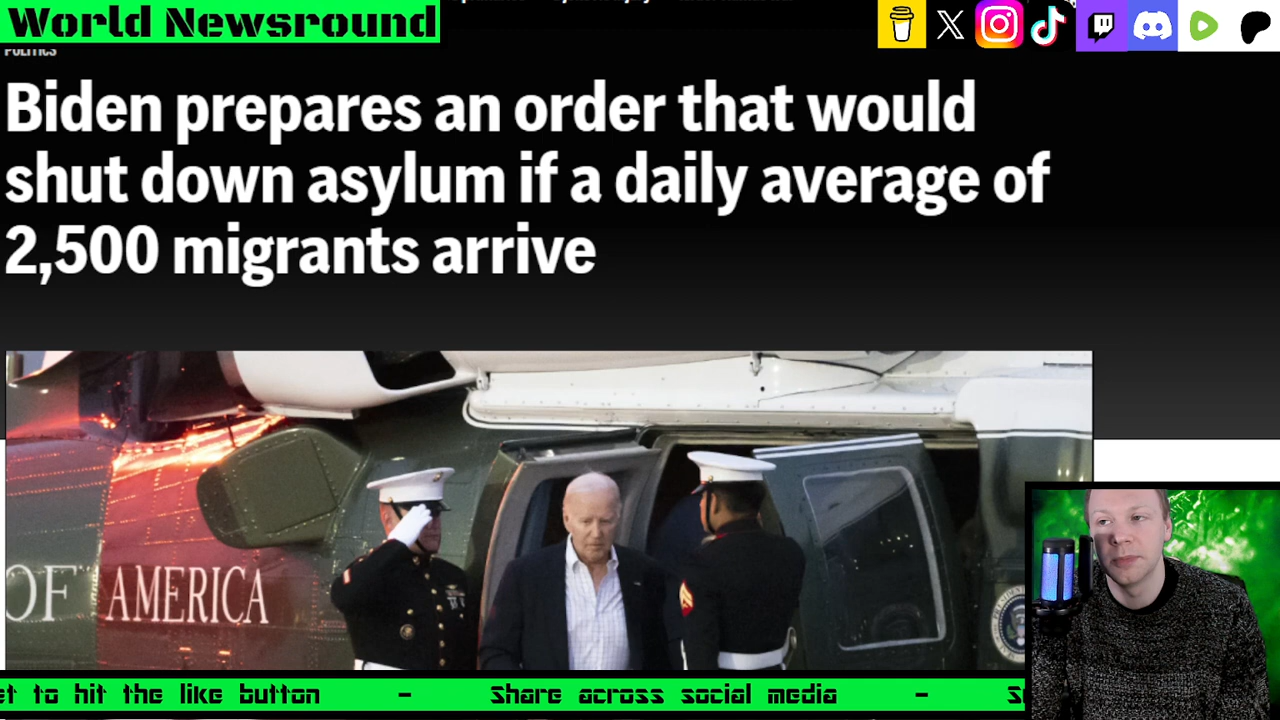 World Newsround
POLITICS
Biden prepares an order that would
shut down asylum if a daily average of
2,500 migrants arrive
OF AMERICA
et to hit the like button - Share across social media - S